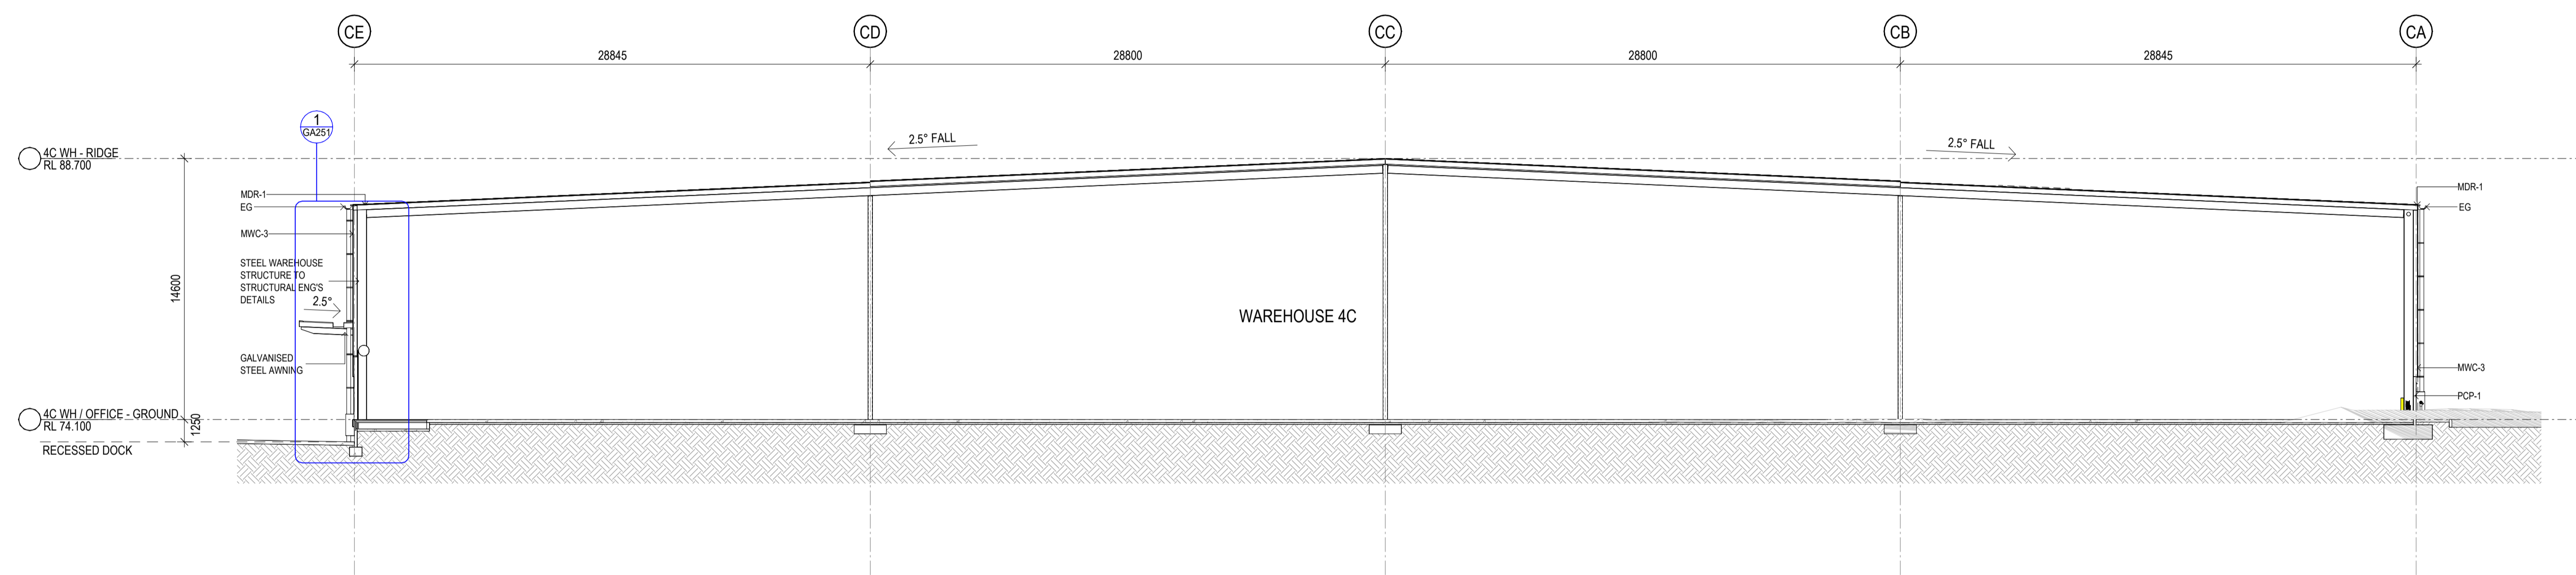 CE
CD
CC
CB
CA
28845
28800
28800
28845
1
GA251
2.5° FALL
2.5° FALL
4C WH - RIDGE
RL 88.700
MDR-1
EG
MWC-3
STEEL WAREHOUSE
STRUCTURE TO
STRUCTURAL ENG'S
DETAILS
2.5°
14600
WAREHOUSE 4C
GALVANISED
STEEL AWNING
MDR-1
EG
MWC-3
PCP-1
4C WH / OFFICE - GROUND
RL 74.100
1250
RECESSED DOCK